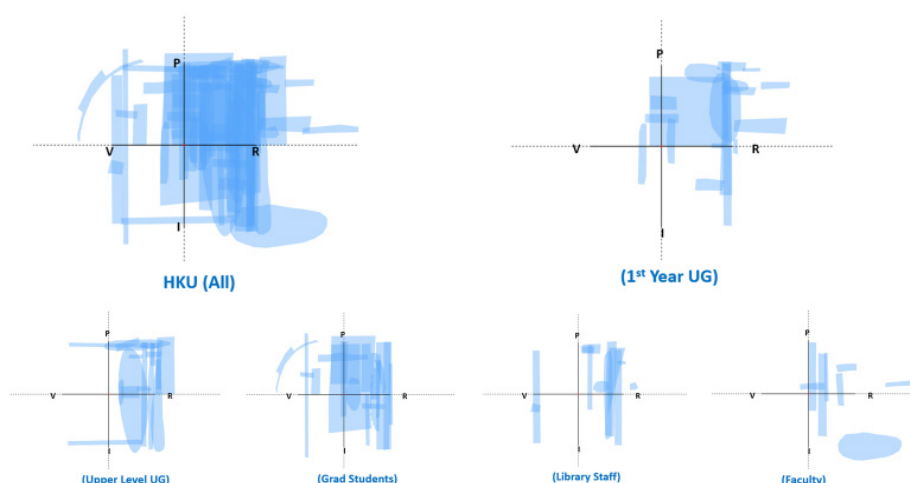 P
V
R
I
HKU (All)
P
V
R
I
(1st Year UG)
P
V
R
I
(Upper Level UG)
P
V
R
I
(Grad Students)
P
V
R
I
(Library Staff)
P
V
R
I
(Faculty)